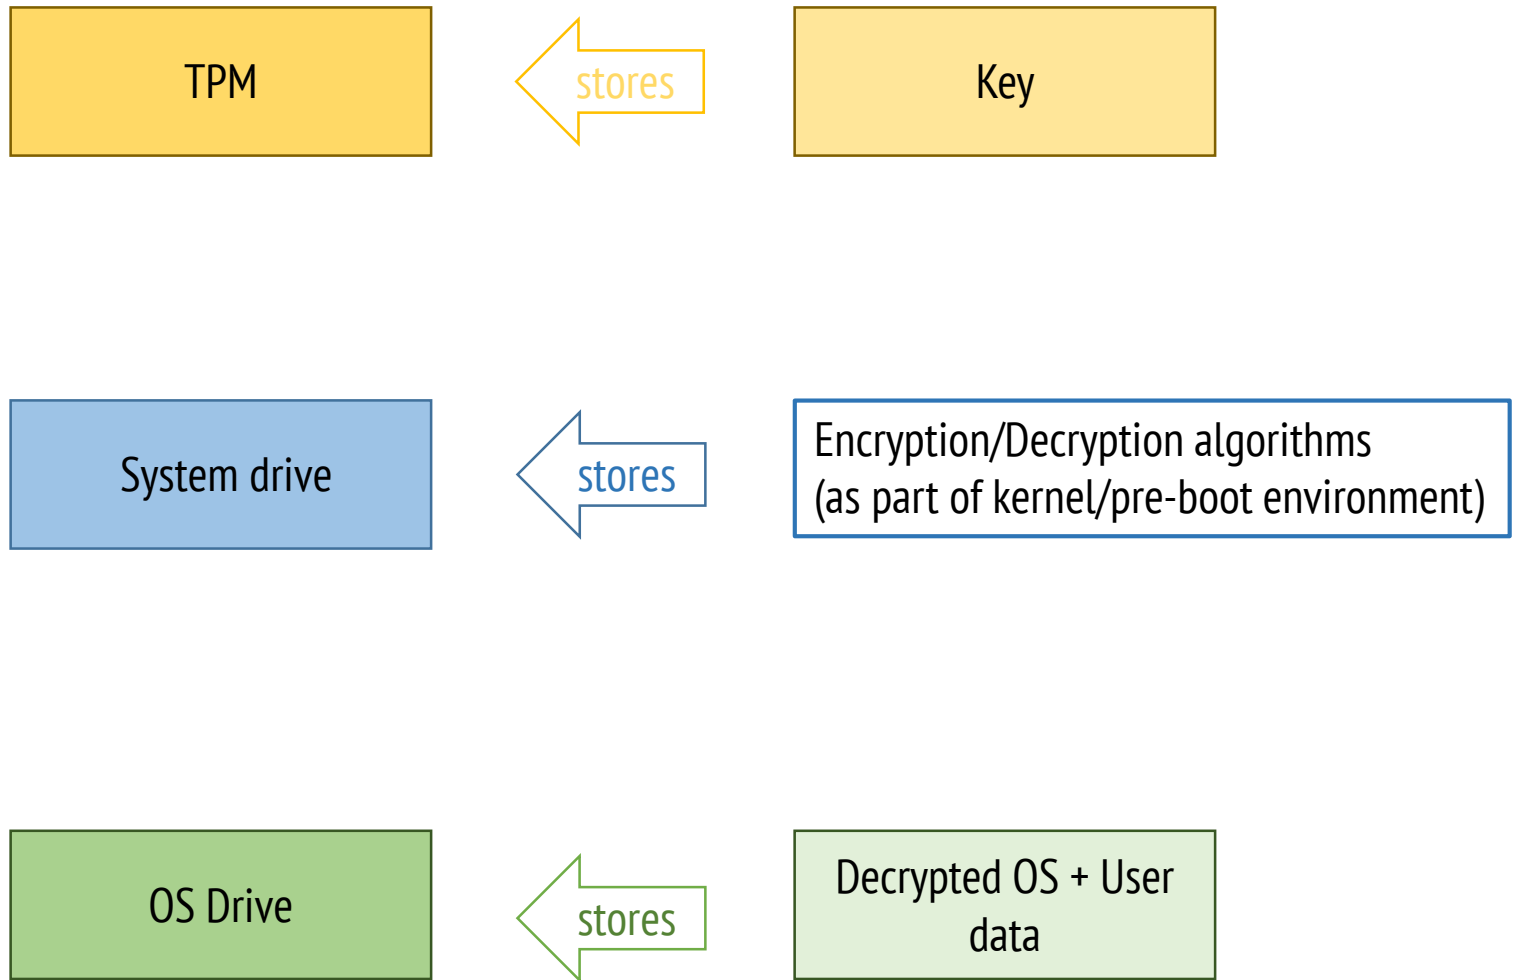 TPM
stores
Key
System drive
stores
Encryption/Decryption algorithms
(as part of kernel/pre-boot environment)
OS Drive
stores
Decrypted OS + User
data